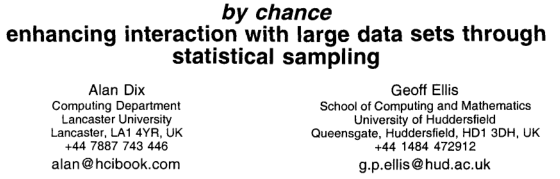 by chance
enhancing interaction with large data sets through
statistical sampling
Alan Dix
Computing Department
Lancaster University
Lancaster, LA1 4YR, UK
+44 7887 743 446
alan@hcibook.com
Geoff Ellis
School of Computing and Mathematics
University of Huddersfield
Queensgate, Huddersfield, HD1 3DH, UK
+44 1484 472912
g.p.ellis@hud.ac.uk